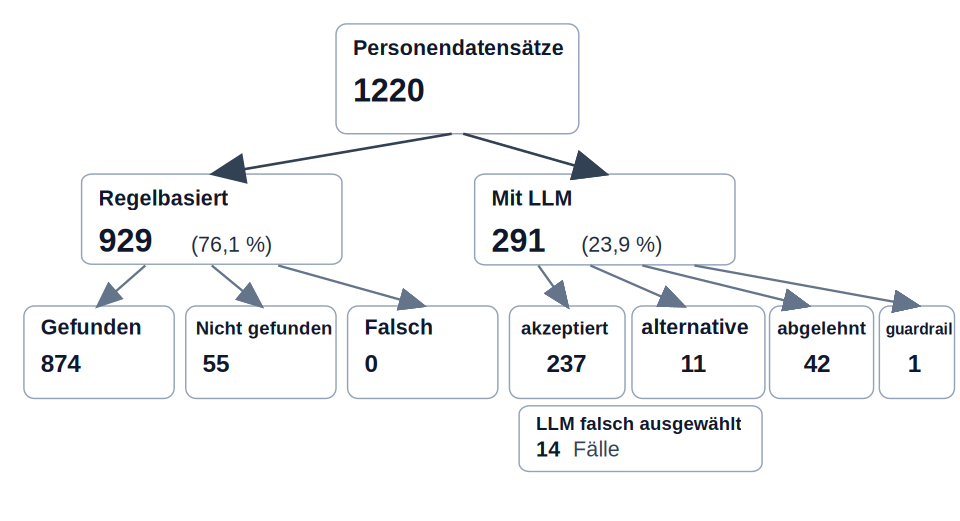 Personendatensätze
1220
Regelbasiert
929 (76,1 %)
Mit LLM
291 (23,9 %)
Gefunden
874
Nicht gefunden
55
Falsch
0
akzeptiert
237
alternative
11
abgelehnt
42
guardrail
1
LLM falsch ausgewählt
14 Fälle